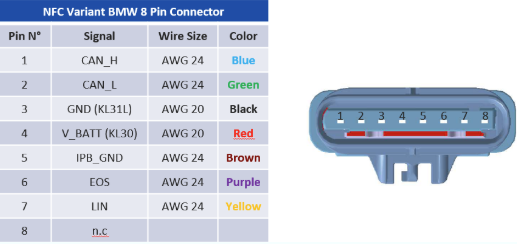 NFC Variant BMW 8 Pin Connector
Pin N° Signal Wire Size Color
1 CAN_H AWG 24 Blue
2 CAN_L AWG 24 Green
3 GND (KL31L) AWG 20 Black
4 V_BATT (KL30) AWG 20 Red
5 IPB_GND AWG 24 Brown
6 EOS AWG 24 Purple
7 LIN AWG 24 Yellow
8 n.c
1 2 3 4 5 6 7 8